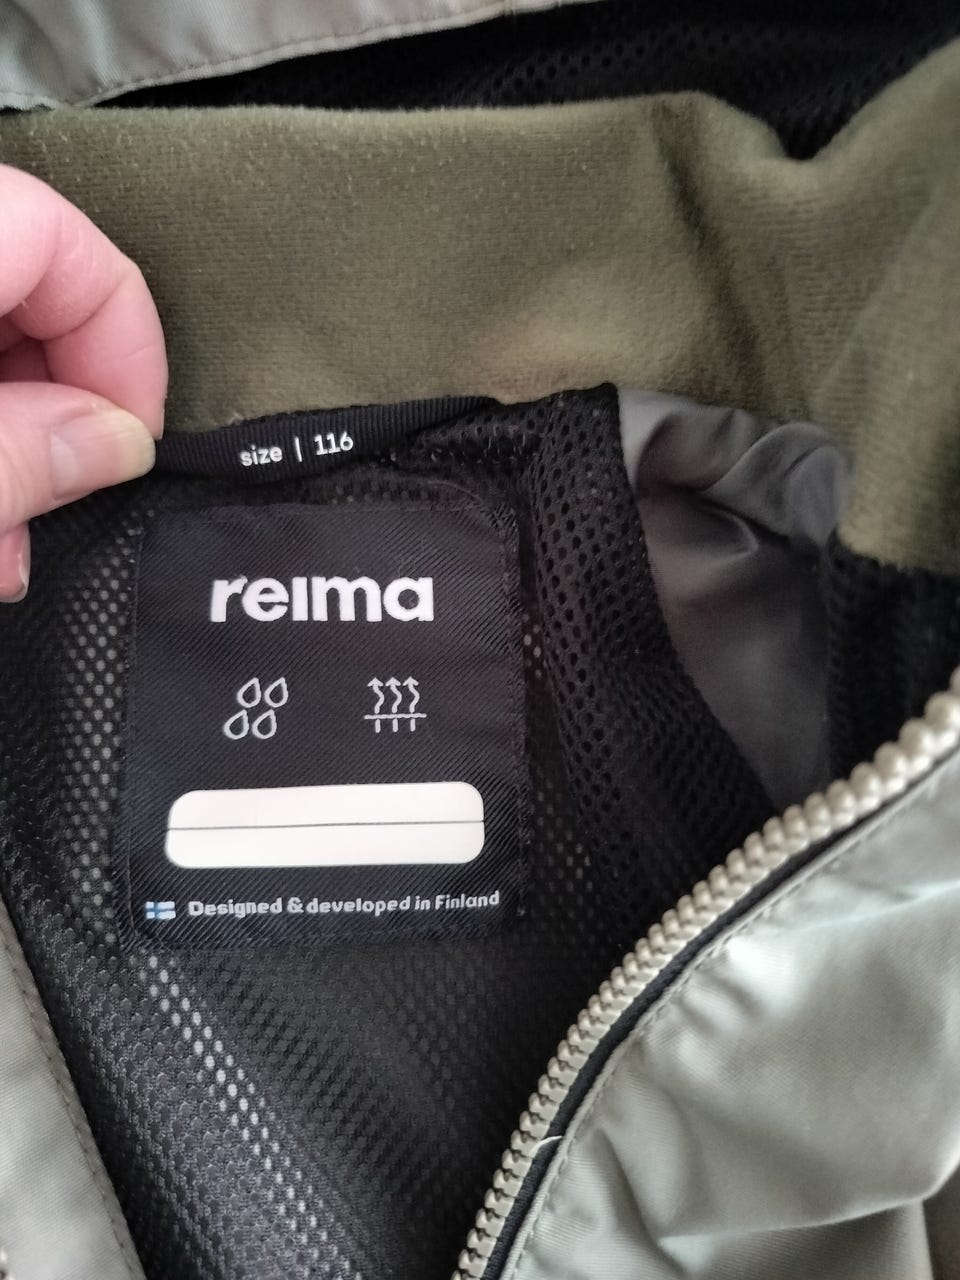 size | 116
reima
Designed & developed in Finland